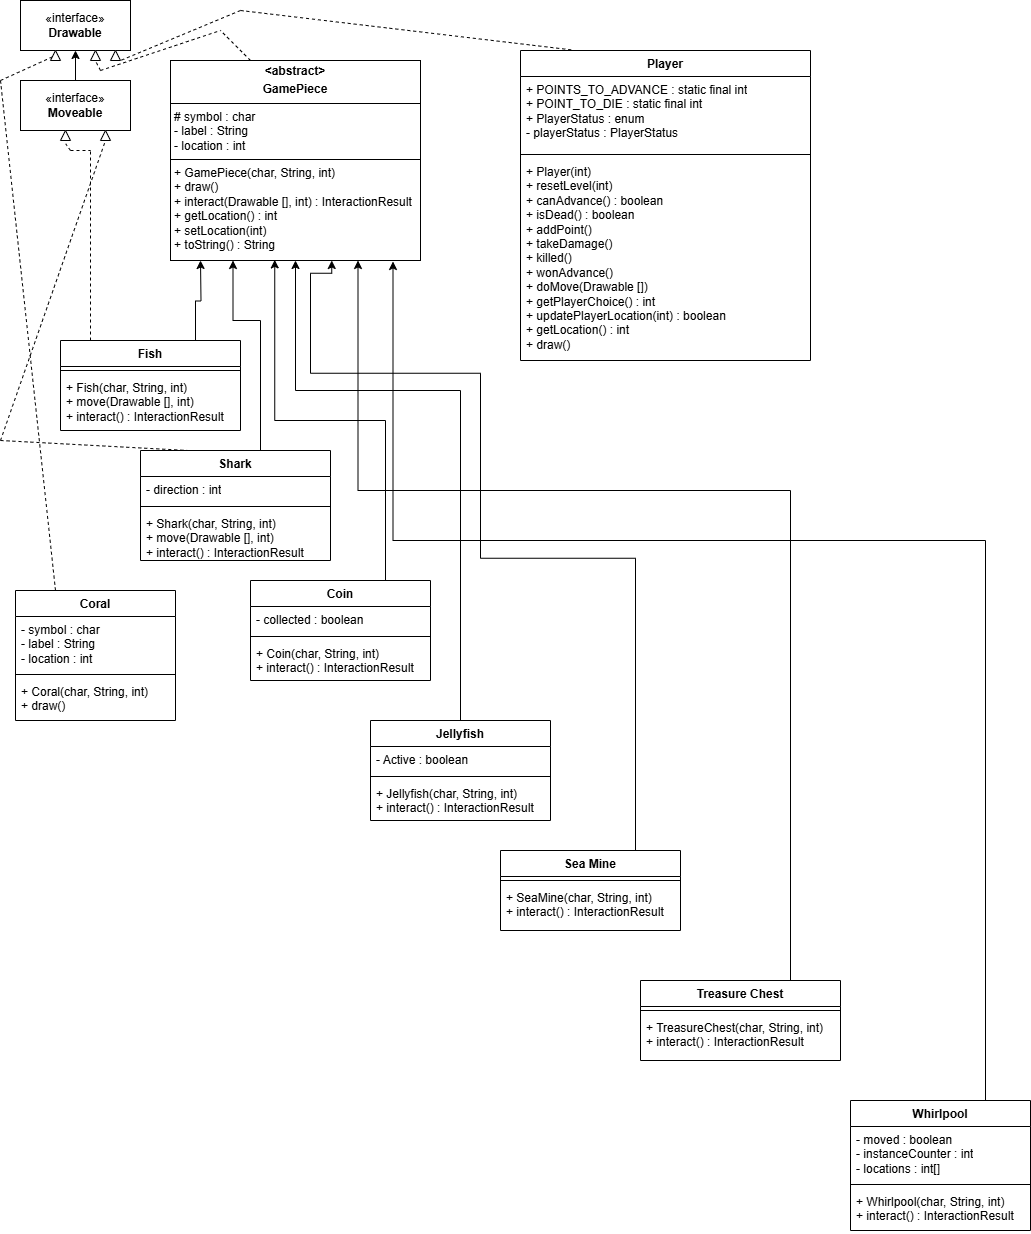 «interface»
Drawable
«interface»
Moveable
<abstract>
GamePiece
# symbol : char
- label : String
- location : int
+ GamePiece(char, String, int)
+ draw()
+ interact(Drawable [], int) : InteractionResult
+ getLocation() : int
+ setLocation(int)
+ toString() : String
Player
+ POINTS_TO_ADVANCE : static final int
+ POINT_TO_DIE : static final int
+ PlayerStatus : enum
- playerStatus : PlayerStatus
+ Player(int)
+ resetLevel(int)
+ canAdvance() : boolean
+ isDead() : boolean
+ addPoint()
+ takeDamage()
+ killed()
+ wonAdvance()
+ doMove(Drawable [])
+ getPlayerChoice() : int
+ updatePlayerLocation(int) : boolean
+ getLocation() : int
+ draw()
Fish
+ Fish(char, String, int)
+ move(Drawable [], int)
+ interact() : InteractionResult
Shark
- direction : int
+ Shark(char, String, int)
+ move(Drawable [], int)
+ interact() : InteractionResult
Coral
- symbol : char
- label : String
- location : int
+ Coral(char, String, int)
+ draw()
Coin
- collected : boolean
+ Coin(char, String, int)
+ interact() : InteractionResult
Jellyfish
- Active : boolean
+ Jellyfish(char, String, int)
+ interact() : InteractionResult
Sea Mine
+ SeaMine(char, String, int)
+ interact() : InteractionResult
Treasure Chest
+ TreasureChest(char, String, int)
+ interact() : InteractionResult
Whirlpool
- moved : boolean
- instanceCounter : int
- locations : int[]
+ Whirlpool(char, String, int)
+ interact() : InteractionResult